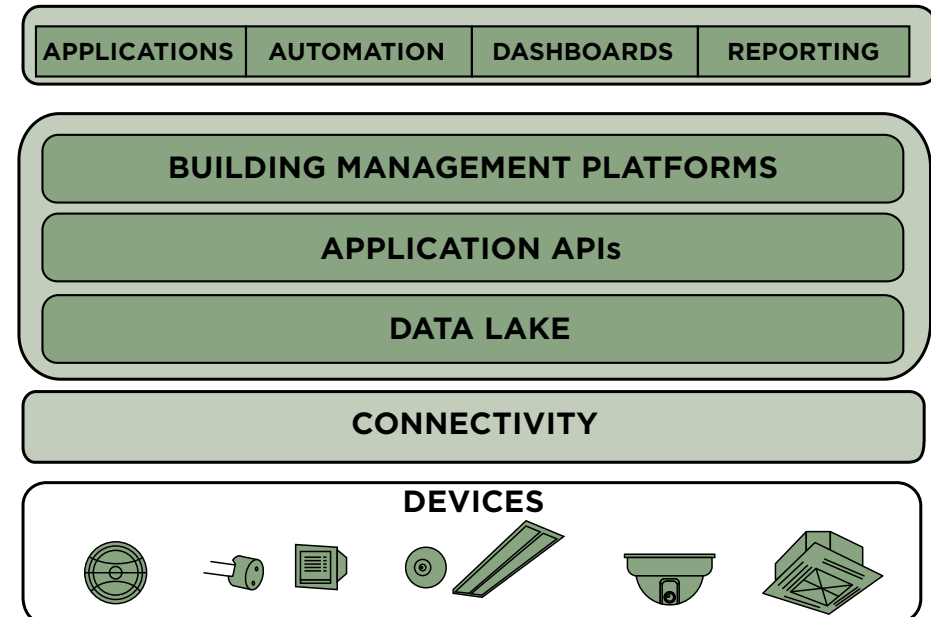 APPLICATIONS AUTOMATION DASHBOARDS REPORTING
BUILDING MANAGEMENT PLATFORMS
APPLICATION APIs
DATA LAKE
CONNECTIVITY
DEVICES